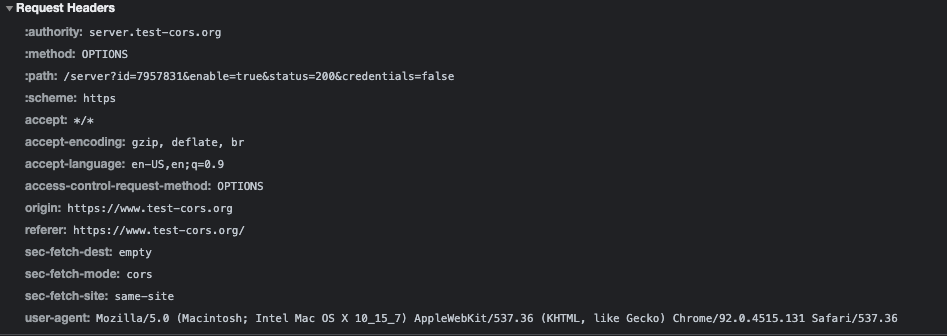 Request Headers
:authority: server.test-cors.org
:method: OPTIONS
:path: /server?id=7957831&enable=true&status=200&credentials=false
:scheme: https
accept: */*
accept-encoding: gzip, deflate, br
accept-language: en-US,en;q=0.9
access-control-request-method: OPTIONS
origin: https://www.test-cors.org
referer: https://www.test-cors.org/
sec-fetch-dest: empty
sec-fetch-mode: cors
sec-fetch-site: same-site
user-agent: Mozilla/5.0 (Macintosh; Intel Mac OS X 10_15_7) AppleWebKit/537.36 (KHTML, like Gecko) Chrome/92.0.4515.131 Safari/537.36